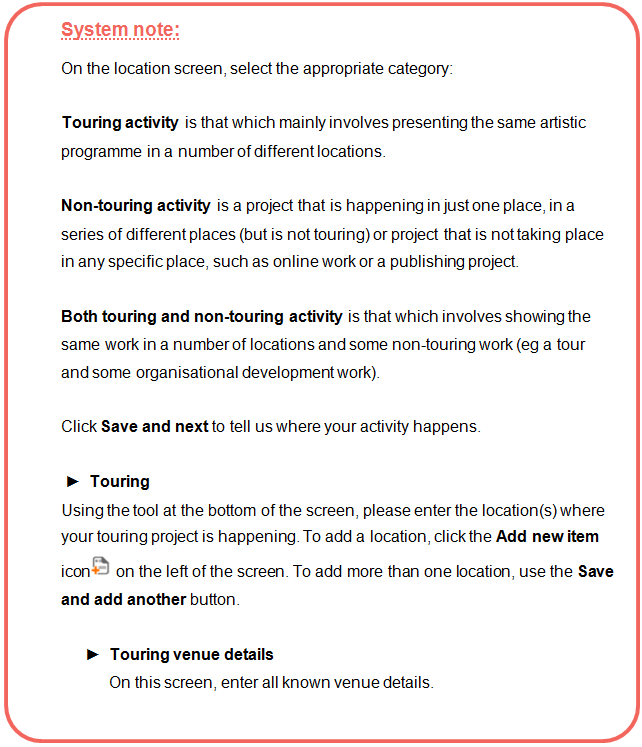 System note:
On the location screen, select the appropriate category:
Touring activity is that which mainly involves presenting the same artistic
programme in a number of different locations.
Non-touring activity is a project that is happening in just one place, in a
series of different places (but is not touring) or project that is not taking place
in any specific place, such as online work or a publishing project.
Both touring and non-touring activity is that which involves showing the
same work in a number of locations and some non-touring work (eg a tour
and some organisational development work).
Click Save and next to tell us where your activity happens.
► Touring
Using the tool at the bottom of the screen, please enter the location(s) where
your touring project is happening. To add a location, click the Add new item
icon on the left of the screen. To add more than one location, use the Save
and add another button.
► Touring venue details
On this screen, enter all known venue details.